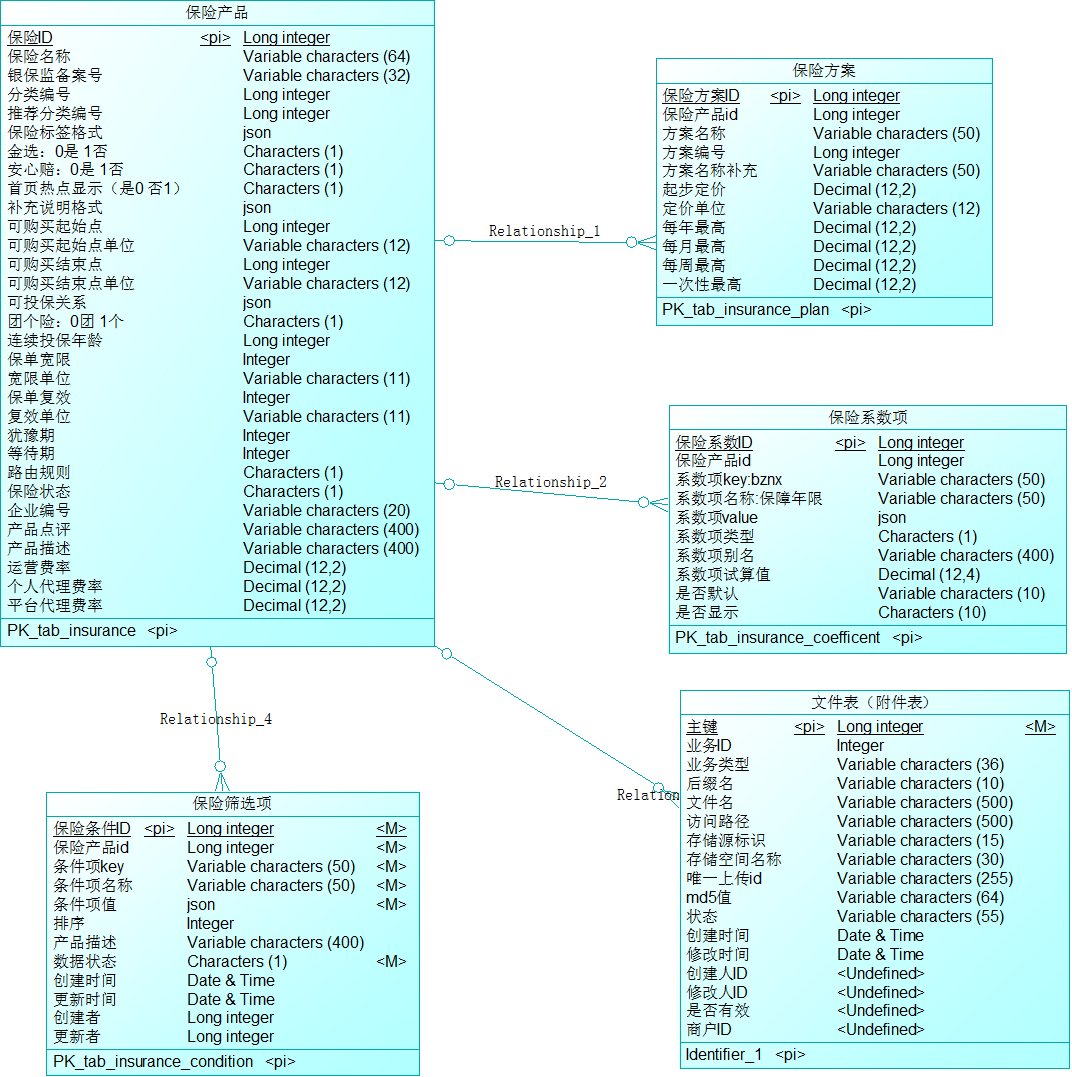 保险产品
保险ID <pi> Long integer
保险名称 Variable characters (64)
银保监备案号 Variable characters (32)
分类编号 Long integer
推荐分类编号 Long integer
保险标签格式 json
金选：0是 1否 Characters (1)
安心赔：0是 1否 Characters (1)
首页热点显示（是0 否1） Characters (1)
补充说明格式 json
可购买起始点 Long integer
可购买起始点单位 Variable characters (12)
可购买结束点 Long integer
可购买结束点单位 Variable characters (12)
可投保关系 json
团个险：0团 1个 Characters (1)
连续投保年龄 Long integer
保单宽限 Integer
宽限单位 Variable characters (11)
保单复效 Integer
复效单位 Variable characters (11)
犹豫期 Integer
等待期 Integer
路由规则 Characters (1)
保险状态 Characters (1)
企业编号 Variable characters (20)
产品点评 Variable characters (400)
产品描述 Variable characters (400)
运营费率 Decimal (12,2)
个人代理费率 Decimal (12,2)
平台代理费率 Decimal (12,2)
PK_tab_insurance <pi>
Relationship_1
保险方案
保险方案ID <pi> Long integer
保险产品id Long integer
方案名称 Variable characters (50)
方案编号 Long integer
方案名称补充 Variable characters (50)
起步定价 Decimal (12,2)
定价单位 Variable characters (12)
每年最高 Decimal (12,2)
每月最高 Decimal (12,2)
每周最高 Decimal (12,2)
一次性最高 Decimal (12,2)
PK_tab_insurance_plan <pi>
Relationship_2
保险系数项
保险系数ID <pi> Long integer
保险产品id Long integer
系数项key:bznx Variable characters (50)
系数项名称:保障年限 Variable characters (50)
系数项value json
系数项类型 Characters (1)
系数项别名 Variable characters (400)
系数项试算值 Decimal (12,4)
是否默认 Variable characters (10)
是否显示 Characters (10)
PK_tab_insurance_coefficent <pi>
Relationship_4
保险筛选项
保险条件ID <pi> Long integer <M>
保险产品id Long integer <M>
条件项key Variable characters (50) <M>
条件项名称 Variable characters (50) <M>
条件项值 json <M>
排序 Integer
产品描述 Variable characters (400)
数据状态 Characters (1) <M>
创建时间 Date & Time
更新时间 Date & Time
创建者 Long integer
更新者 Long integer
PK_tab_insurance_condition <pi>
Relation
文件表（附件表）
主键 <pi> Long integer <M>
业务ID Integer
业务类型 Variable characters (36)
后缀名 Variable characters (10)
文件名 Variable characters (500)
访问路径 Variable characters (500)
存储源标识 Variable characters (15)
存储空间名称 Variable characters (30)
唯一上传id Variable characters (255)
md5值 Variable characters (64)
状态 Variable characters (55)
创建时间 Date & Time
修改时间 Date & Time
创建人ID <Undefined>
修改人ID <Undefined>
是否有效 <Undefined>
商户ID <Undefined>
Identifier_1 <pi>